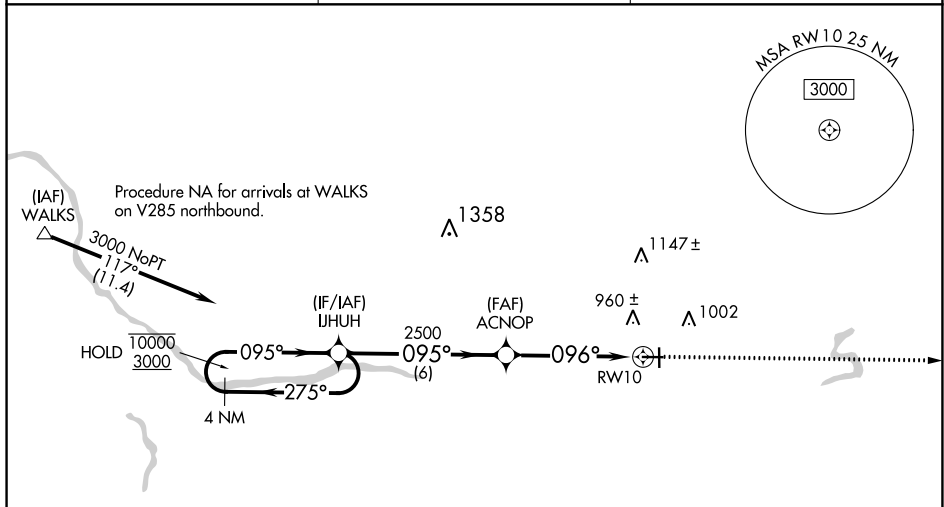 MSA RW10 25 NM
3000
(IAF)
WALKS
Procedure NA for arrivals at WALKS
on V285 northbound.
3000 NoPT
117°
(11.4)
1358
1147±
960 ±
1002
(IF/IAF)
IJHUH
(FAF)
ACNOP
2500
095°
(6)
096°
RW10
HOLD
10000
3000
095°
275°
4 NM